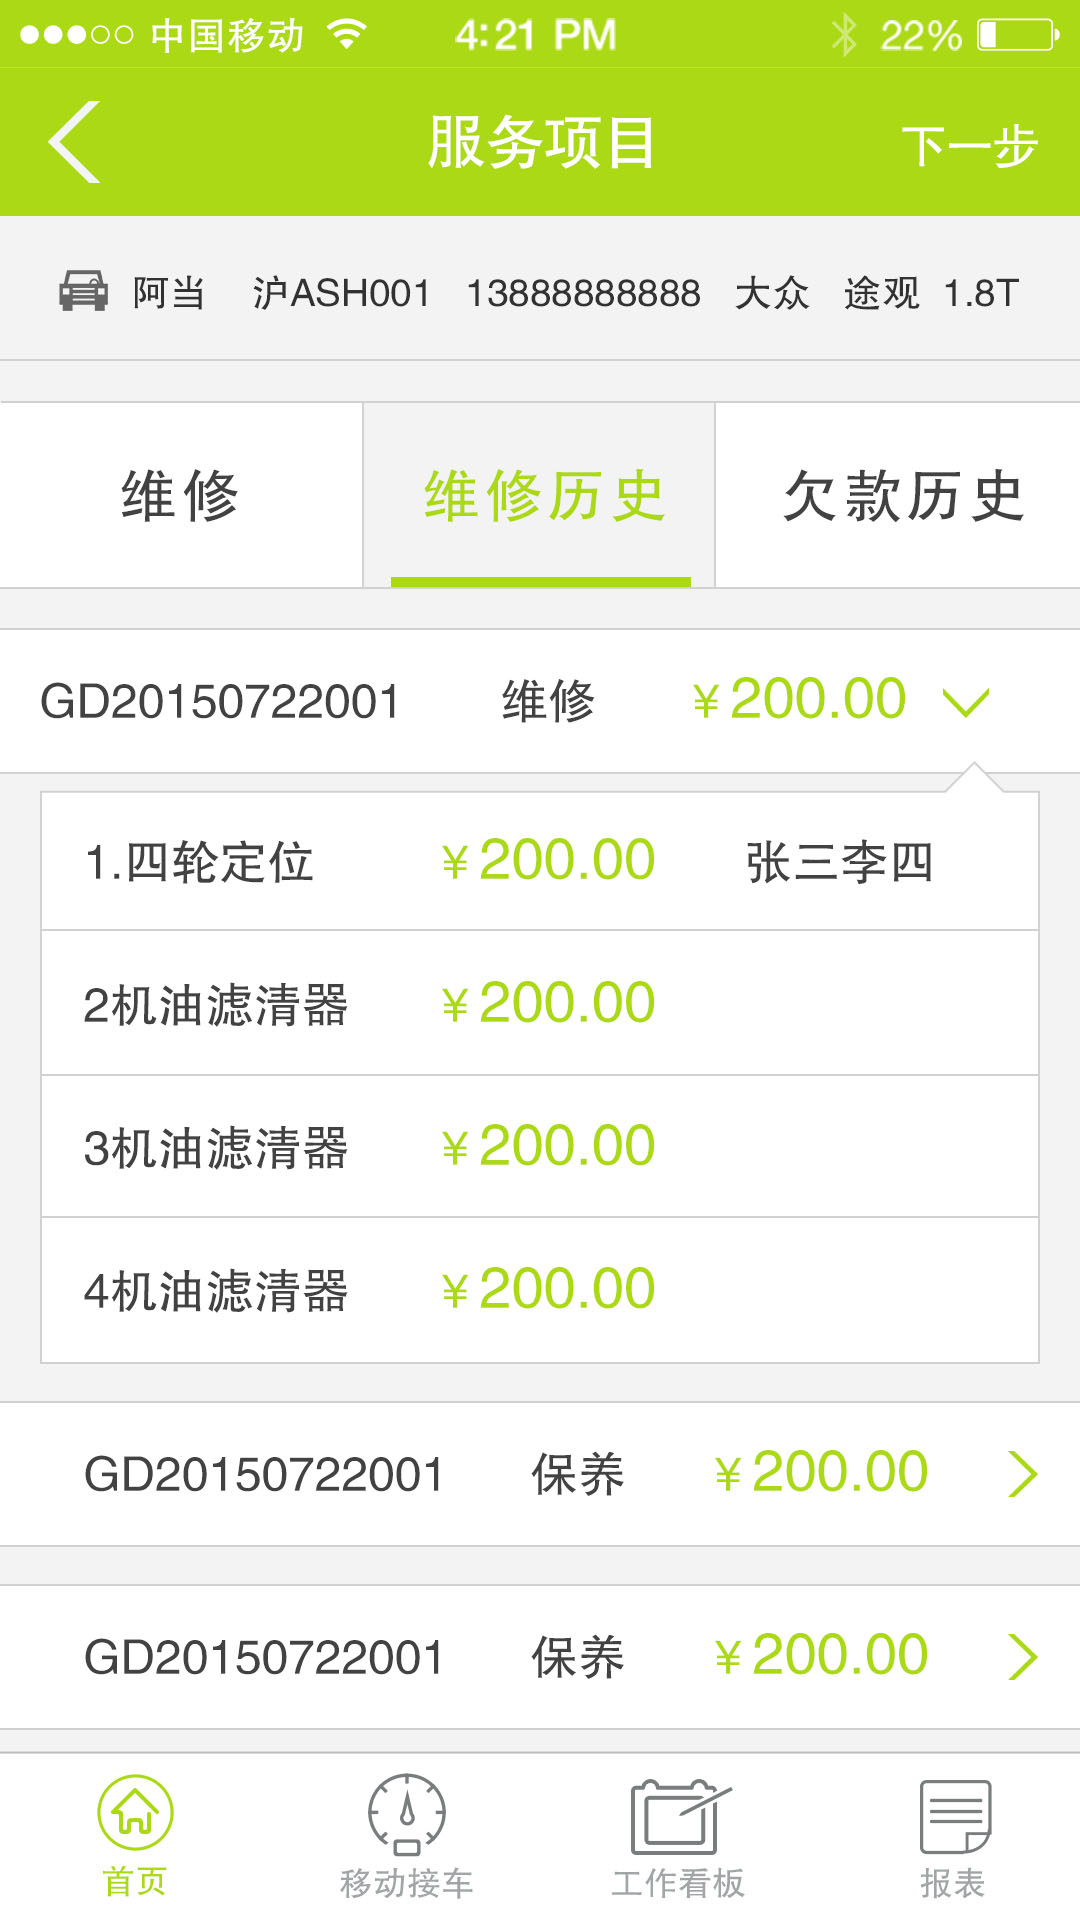 中国移动 4:21 PM 22%
服务项目 下一步
阿当 沪ASH001 13888888888 大众 途观 1.8T
维修 维修历史 欠款历史
GD20150722001 维修 ¥200.00
1.四轮定位 ¥200.00 张三李四
2机油滤清器 ¥200.00
3机油滤清器 ¥200.00
4机油滤清器 ¥200.00
GD20150722001 保养 ¥200.00
GD20150722001 保养 ¥200.00
首页 移动接车 工作看板 报表